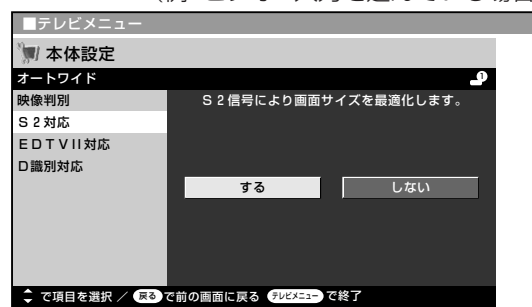 ■テレビメニュー
本体設定
オートワイド
映像判別
S2対応
EDTVII対応
D識別対応
S2信号により画面サイズを最適化します。
する
しない
で項目を選択 / 戻る で前の画面に戻る テレビメニュー で終了